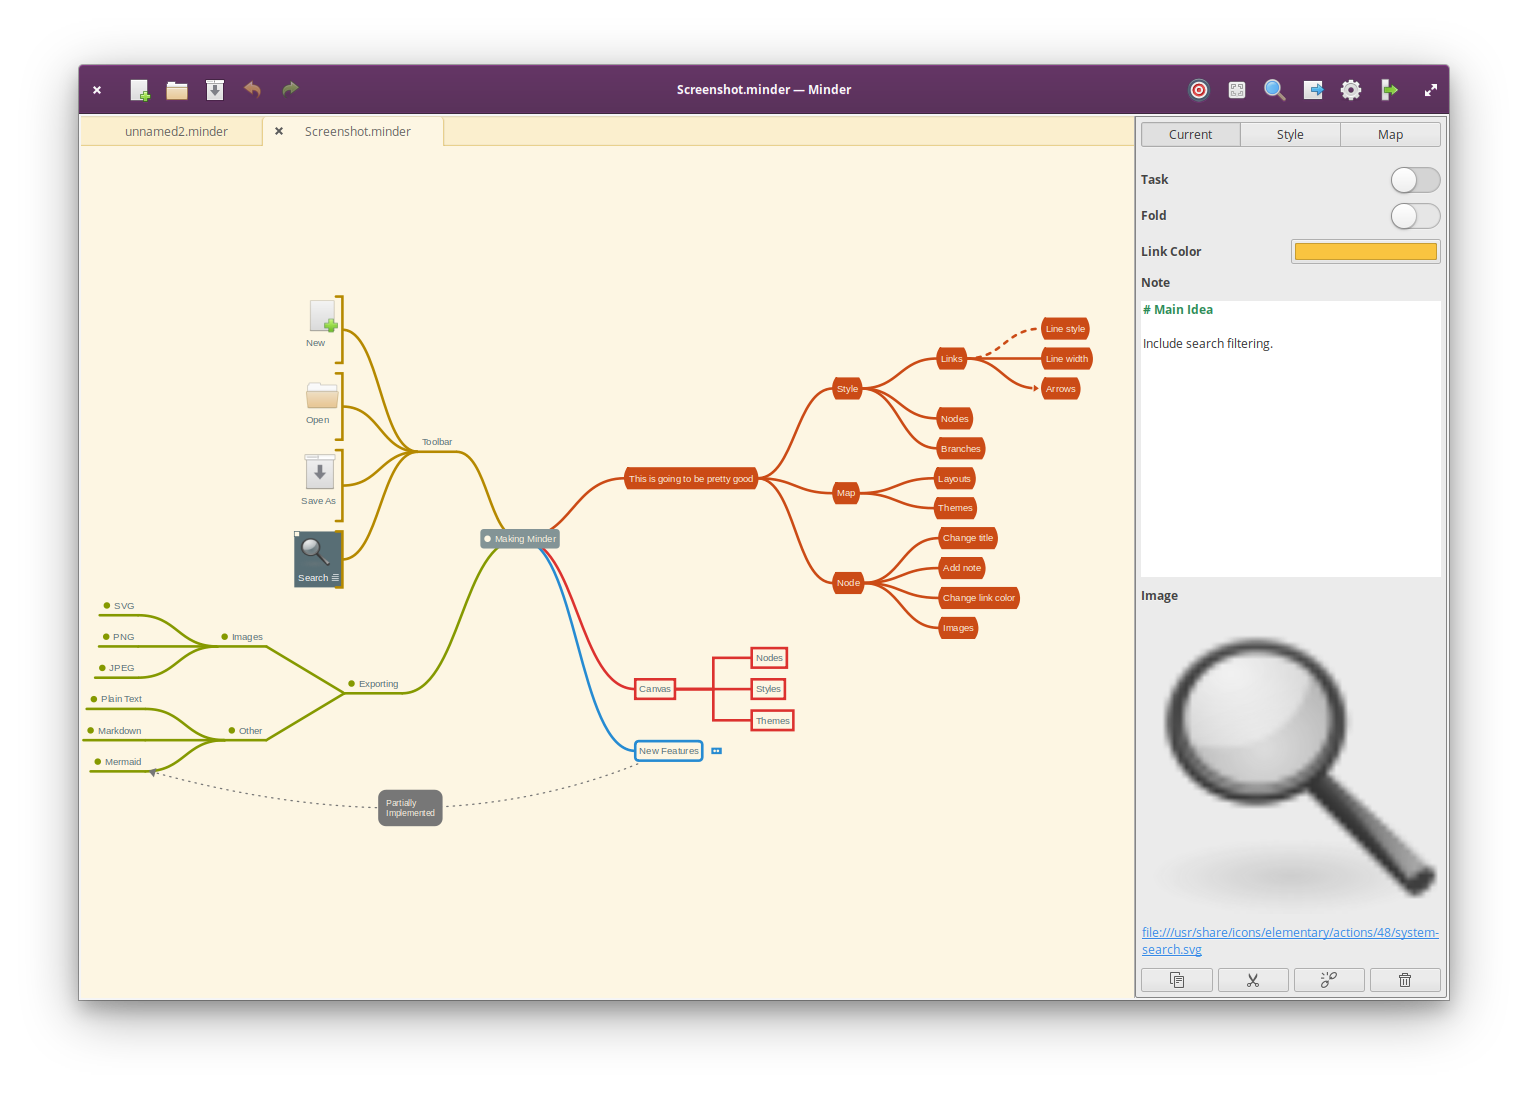 Screenshot.minder — Minder
unnamed2.minder
Screenshot.minder
Current
Style
Map
Task
Fold
Link Color
Note
# Main Idea
Include search filtering.
Image
file:///usr/share/icons/elementary/actions/48/system-
search.svg
New
Open
Save As
Search
Toolbar
Making Minder
This is going to be pretty good
Style
Links
Line style
Line width
Arrows
Nodes
Branches
Map
Layouts
Themes
Node
Change title
Add note
Change link color
Images
Canvas
Nodes
Styles
Themes
New Features
Exporting
Images
SVG
PNG
JPEG
Other
Plain Text
Markdown
Mermaid
Partially
Implemented